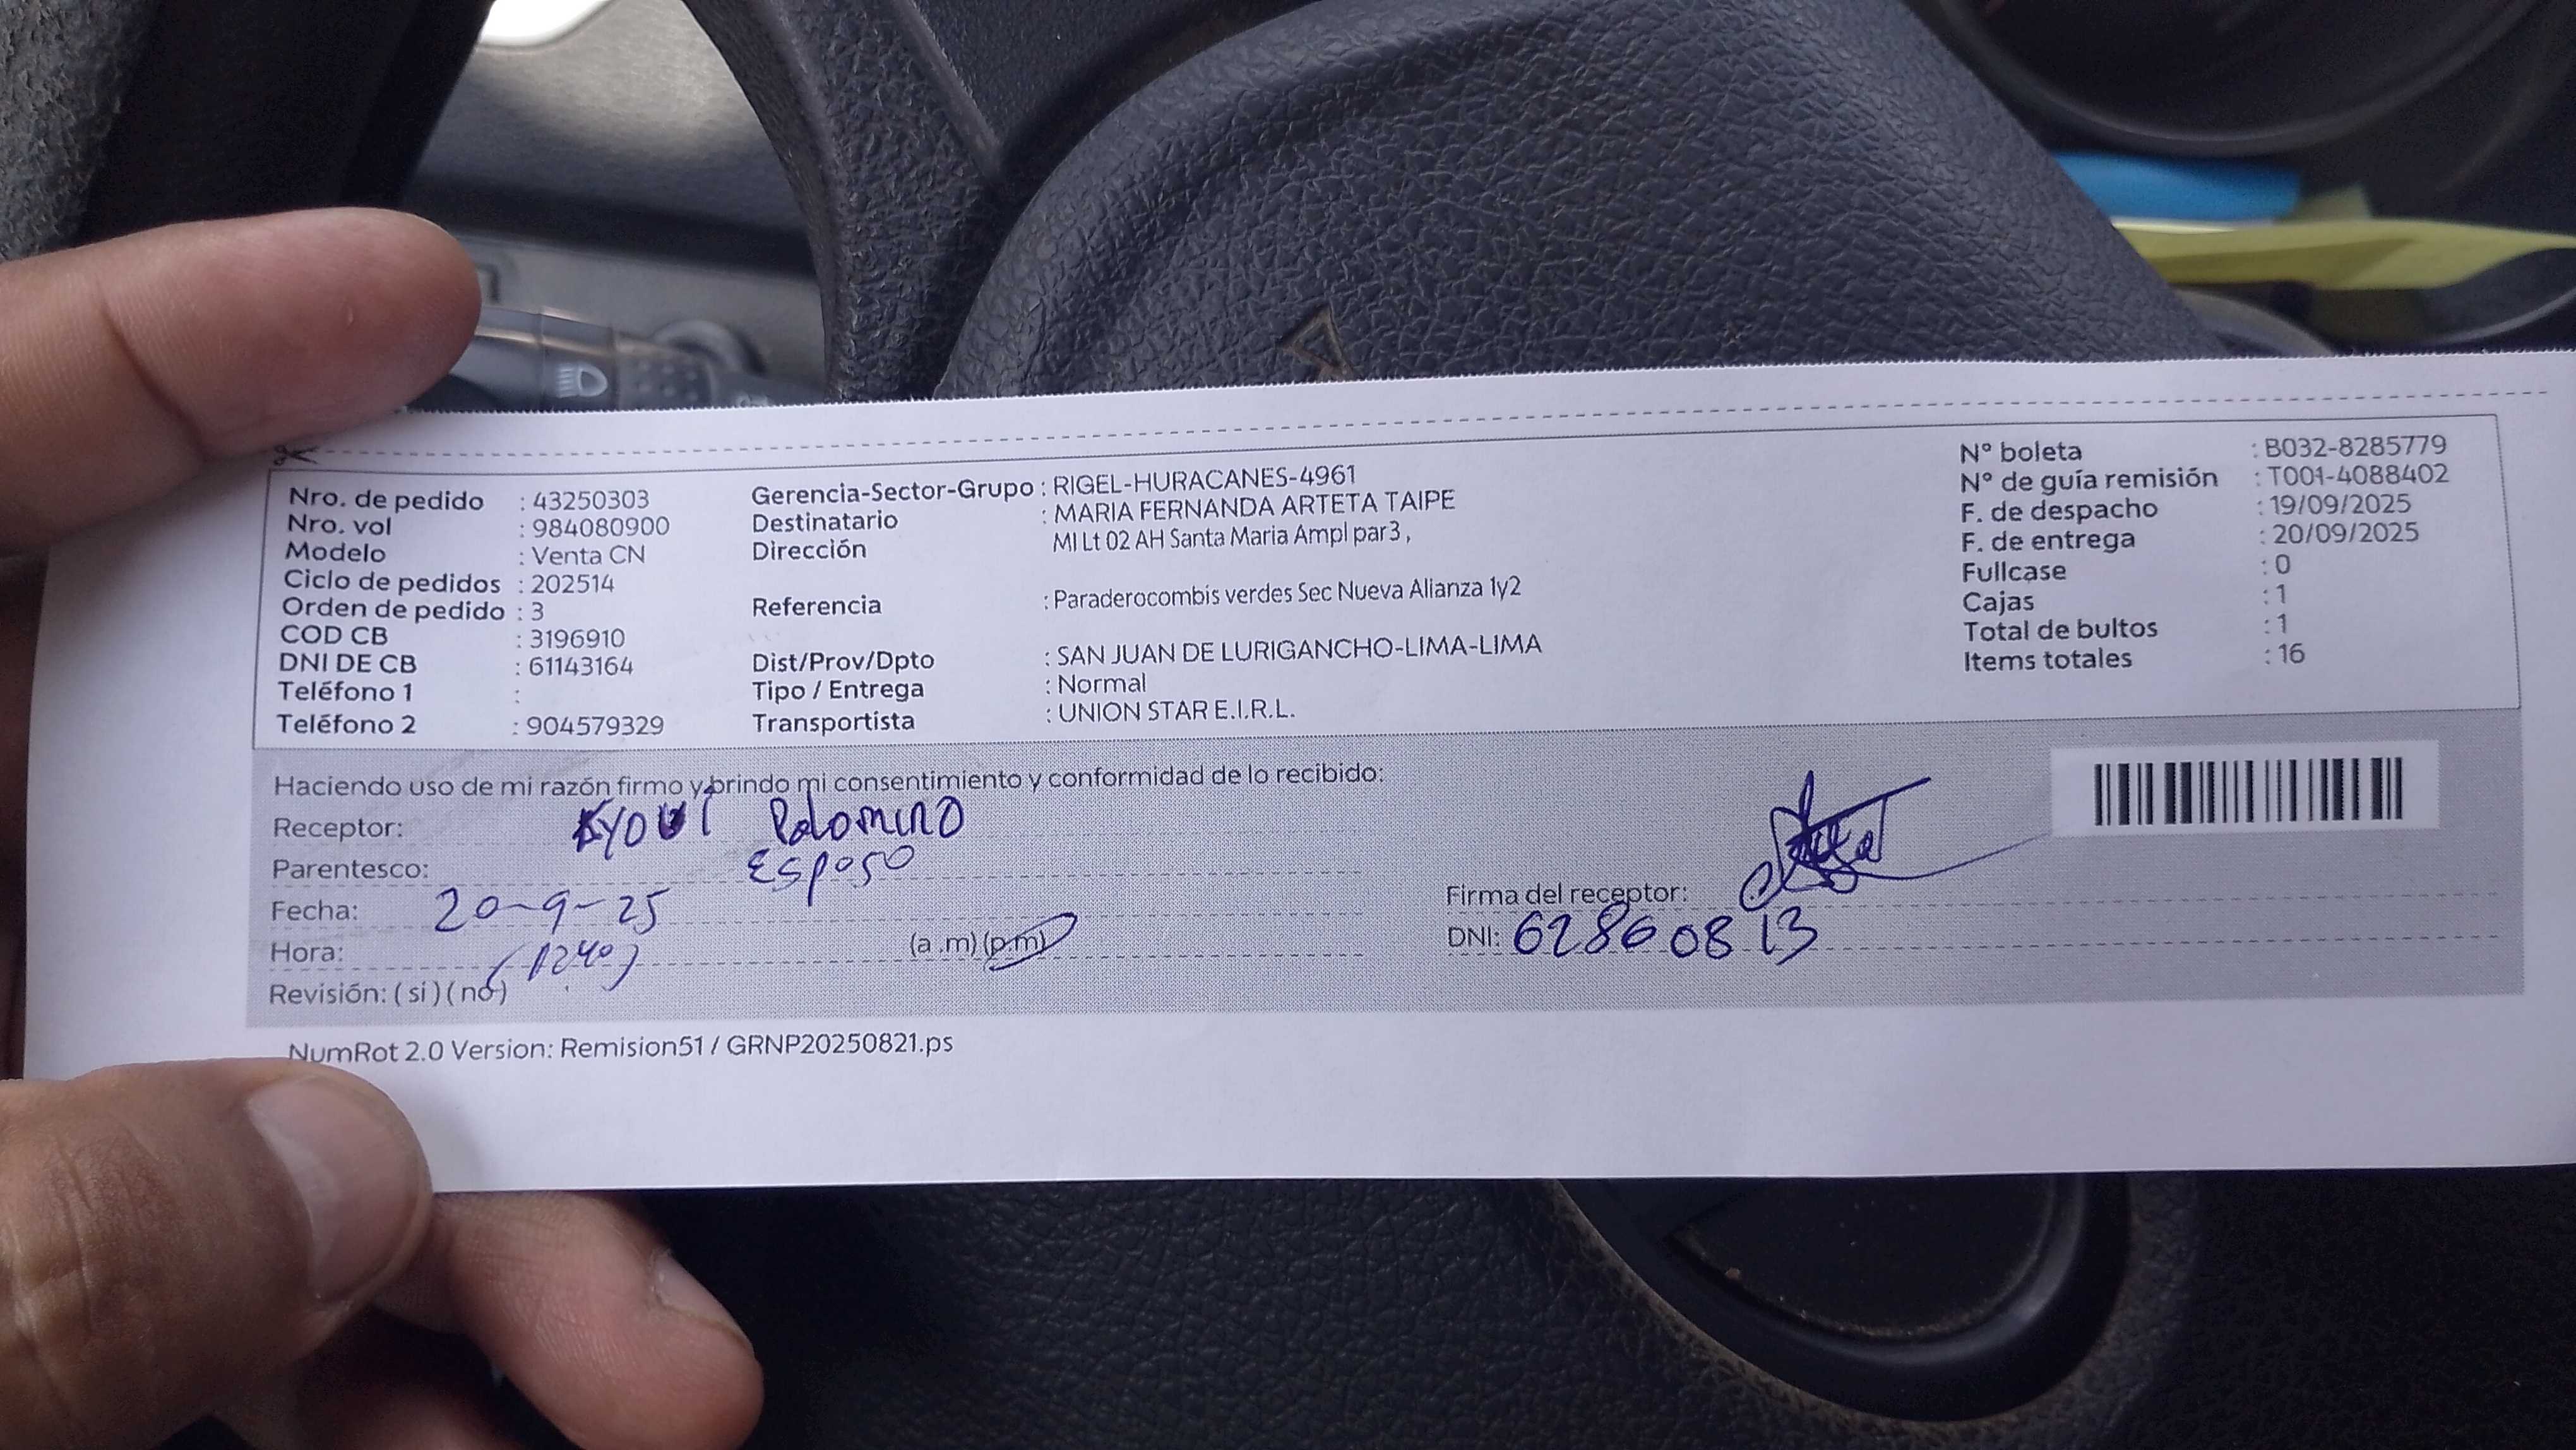 Nro. de pedido : 43250303
Nro. vol : 984080900
Modelo : Venta CN
Ciclo de pedidos : 202514
Orden de pedido : 3
COD CB : 3196910
DNI DE CB : 61143164
Teléfono 1 :
Teléfono 2 : 904579329
Gerencia-Sector-Grupo : RIGEL-HURACANES-4961
Destinatario : MARIA FERNANDA ARTETA TAIPE
Dirección MI Lt 02 AH Santa Maria Ampl par3 ,
Referencia : Paraderocombis verdes Sec Nueva Alianza 1y2
Dist/Prov/Dpto : SAN JUAN DE LURIGANCHO-LIMA-LIMA
Tipo / Entrega : Normal
Transportista : UNION STAR E.I.R.L.
N° boleta : B032-8285779
N° de guía remisión : T001-4088402
F. de despacho : 19/09/2025
F. de entrega : 20/09/2025
Fullcase : 0
Cajas : 1
Total de bultos : 1
Items totales : 16
Haciendo uso de mi razón firmo y brindo mi consentimiento y conformidad de lo recibido:
Receptor: Palomino
Parentesco: Esposo
Fecha: 20-9-25
Hora: (1240) (a .m) (p.m)
Revisión: ( si ) ( no )
Firma del receptor:
DNI: 62860813
NumRot 2.0 Version: Remision51 / GRNP20250821.ps